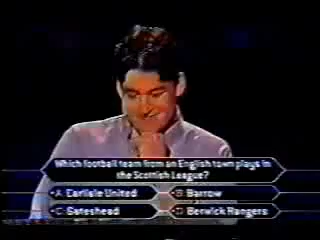 Which football team from an English town plays in
the Scottish League?
A Carlisle United
B Barrow
C Gateshead
D Berwick Rangers